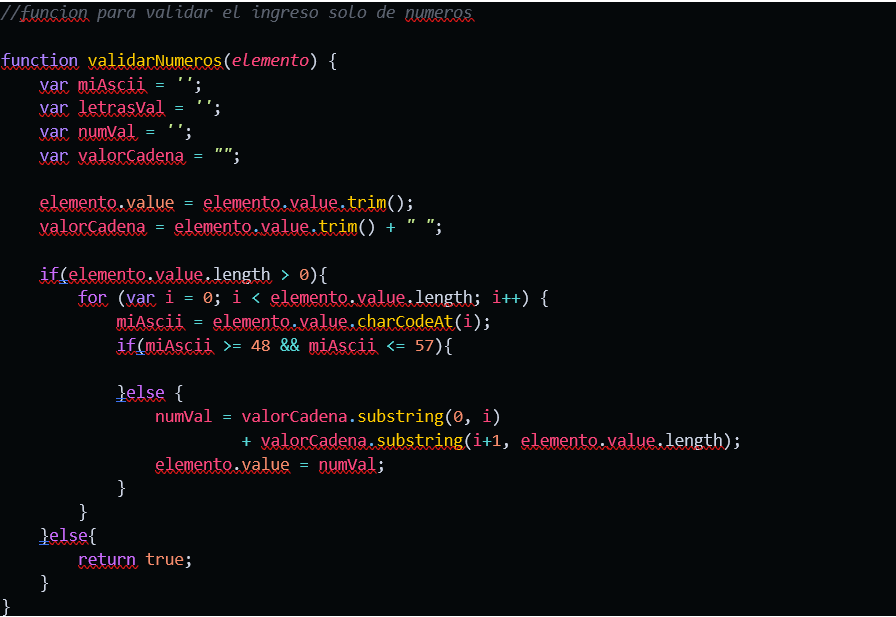 //funcion para validar el ingreso solo de numeros
function validarNumeros(elemento) {
    var miAscii = '';
    var letrasVal = '';
    var numVal = '';
    var valorCadena = "";
    elemento.value = elemento.value.trim();
    valorCadena = elemento.value.trim() + " ";
    if(elemento.value.length > 0){
        for (var i = 0; i < elemento.value.length; i++) {
            miAscii = elemento.value.charCodeAt(i);
            if(miAscii >= 48 && miAscii <= 57){
            }else {
                numVal = valorCadena.substring(0, i)
                         + valorCadena.substring(i+1, elemento.value.length);
                elemento.value = numVal;
            }
        }
    }else{
        return true;
    }
}